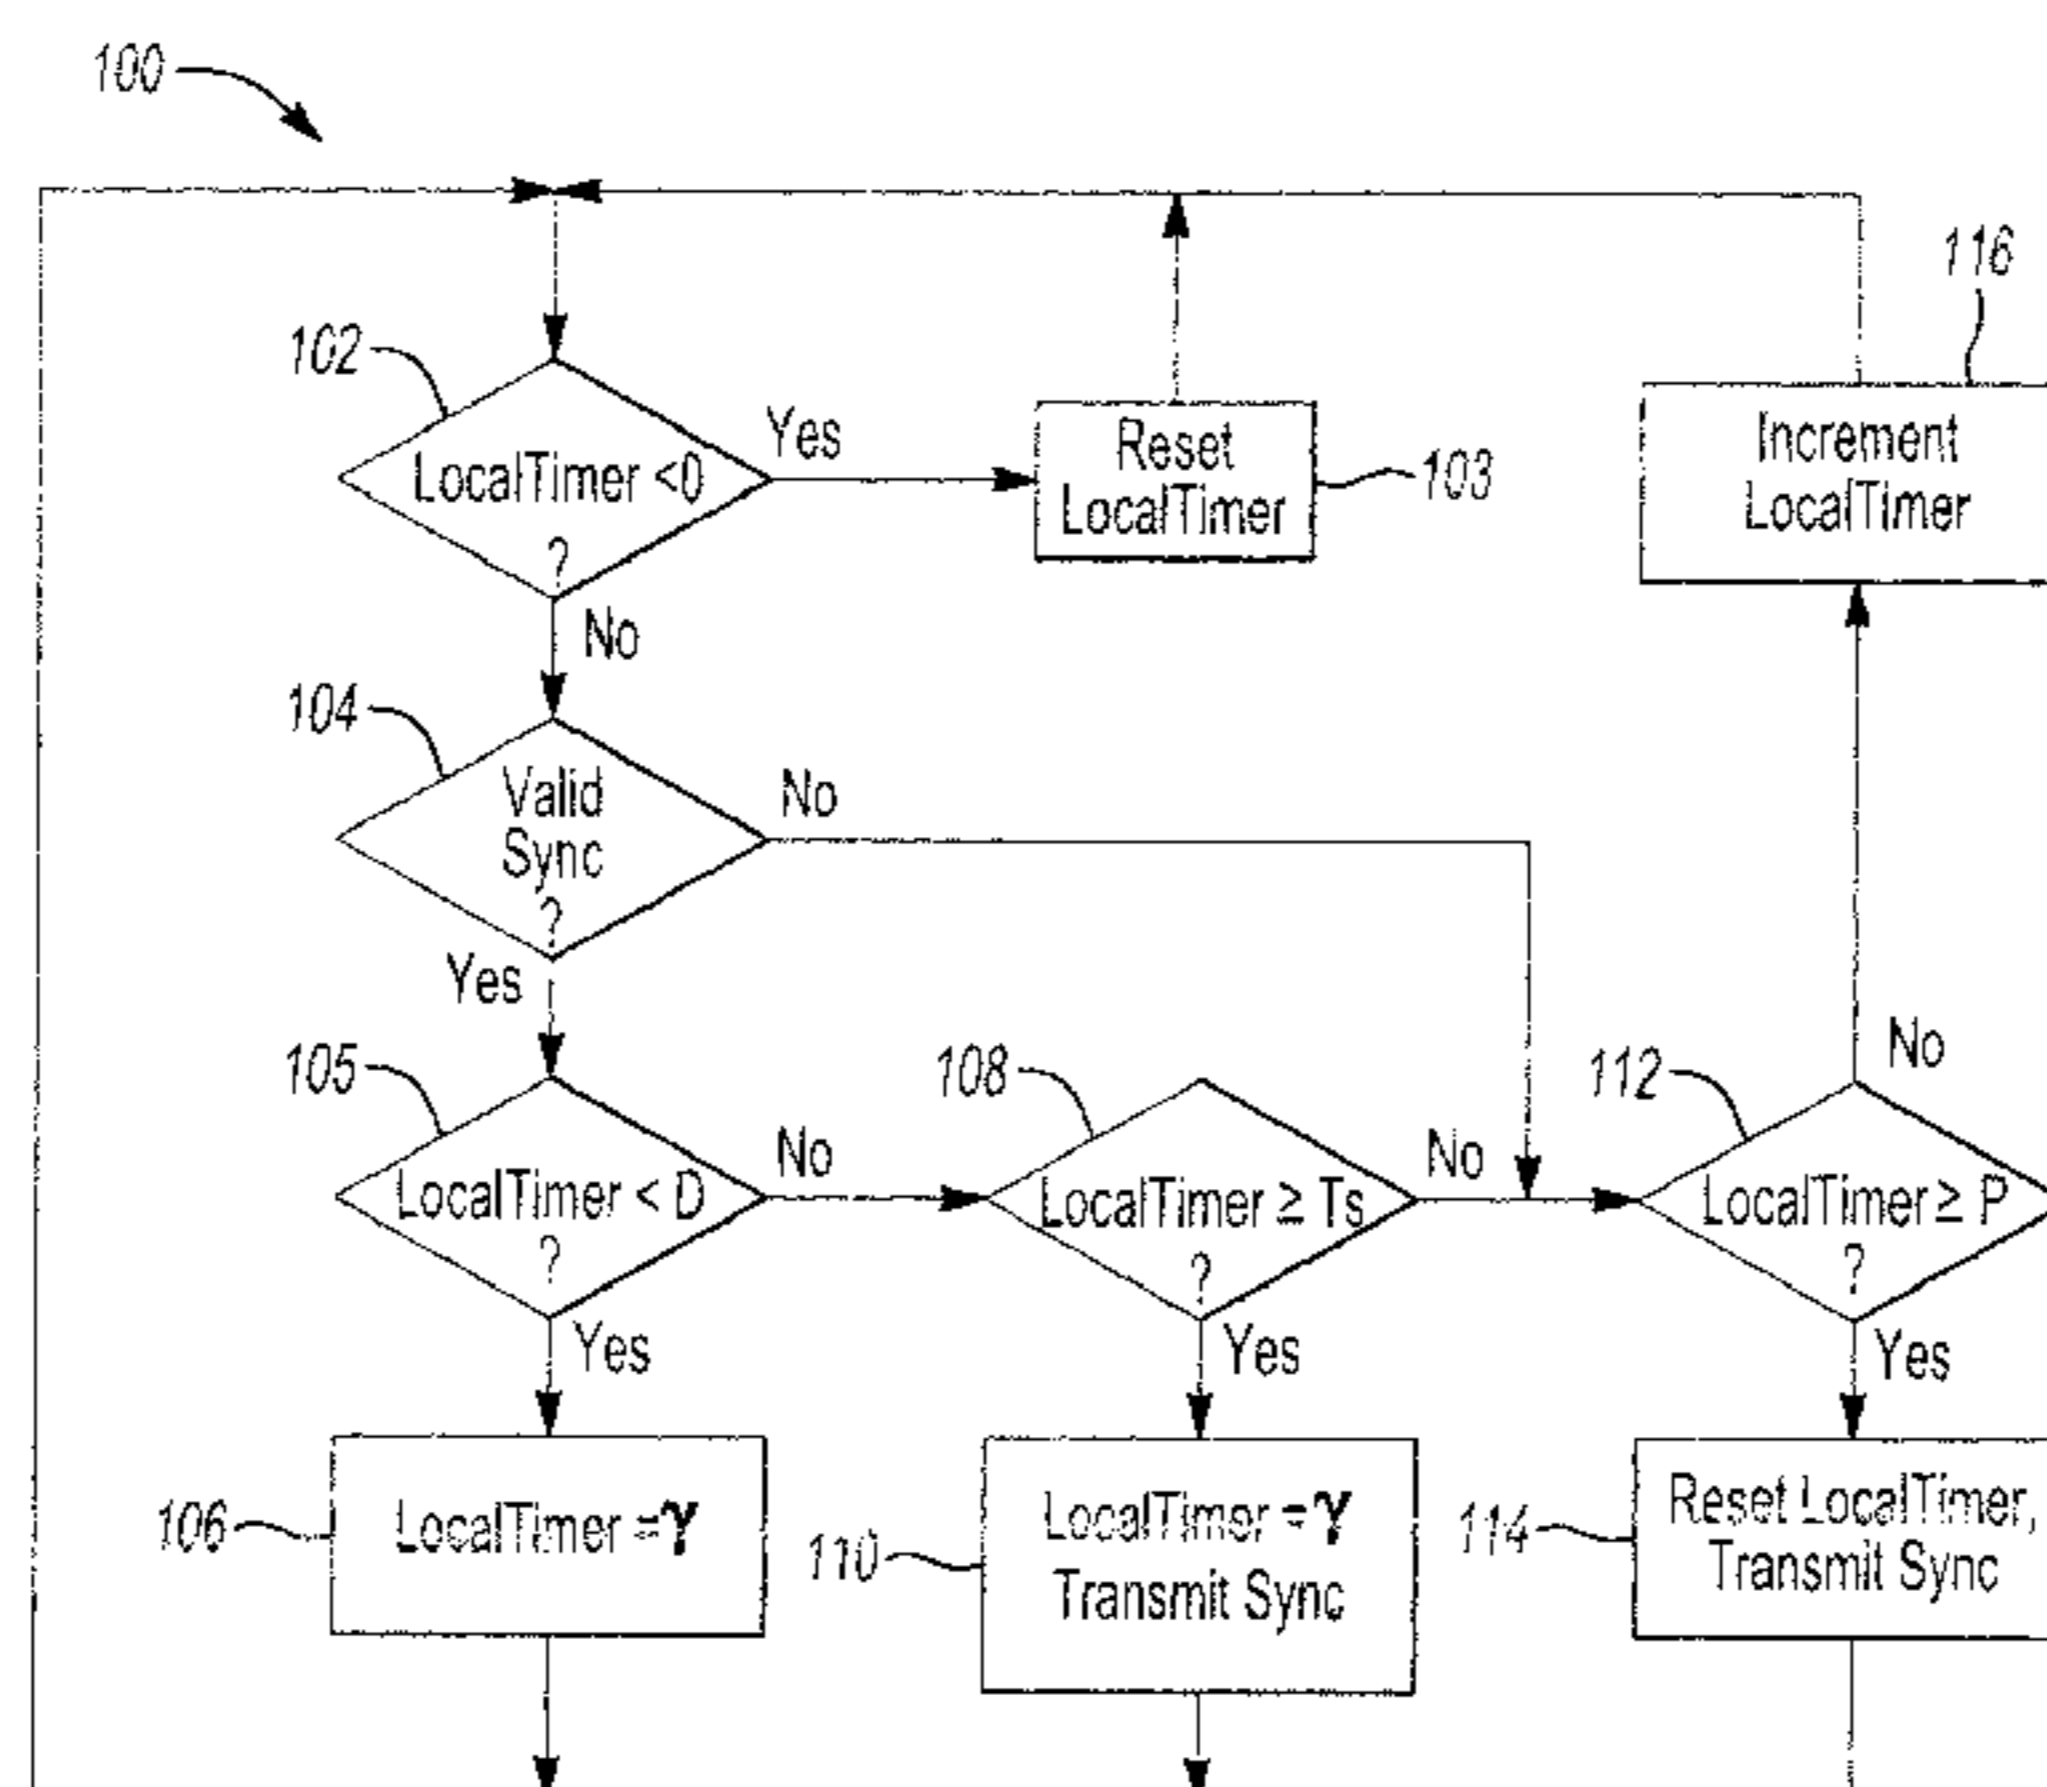 100
116
102
LocalTimer <0
?
Yes
Reset
LocalTimer
103
Increment
LocalTimer
No
104
Valid
Sync
?
No
Yes
105
LocalTimer < D
?
No
108
LocalTimer ≥ Ts
?
No
112
No
LocalTimer ≥ P
?
Yes
Yes
Yes
106
LocalTimer = γ
110
LocalTimer = γ
Transmit Sync
114
Reset LocalTimer,
Transmit Sync